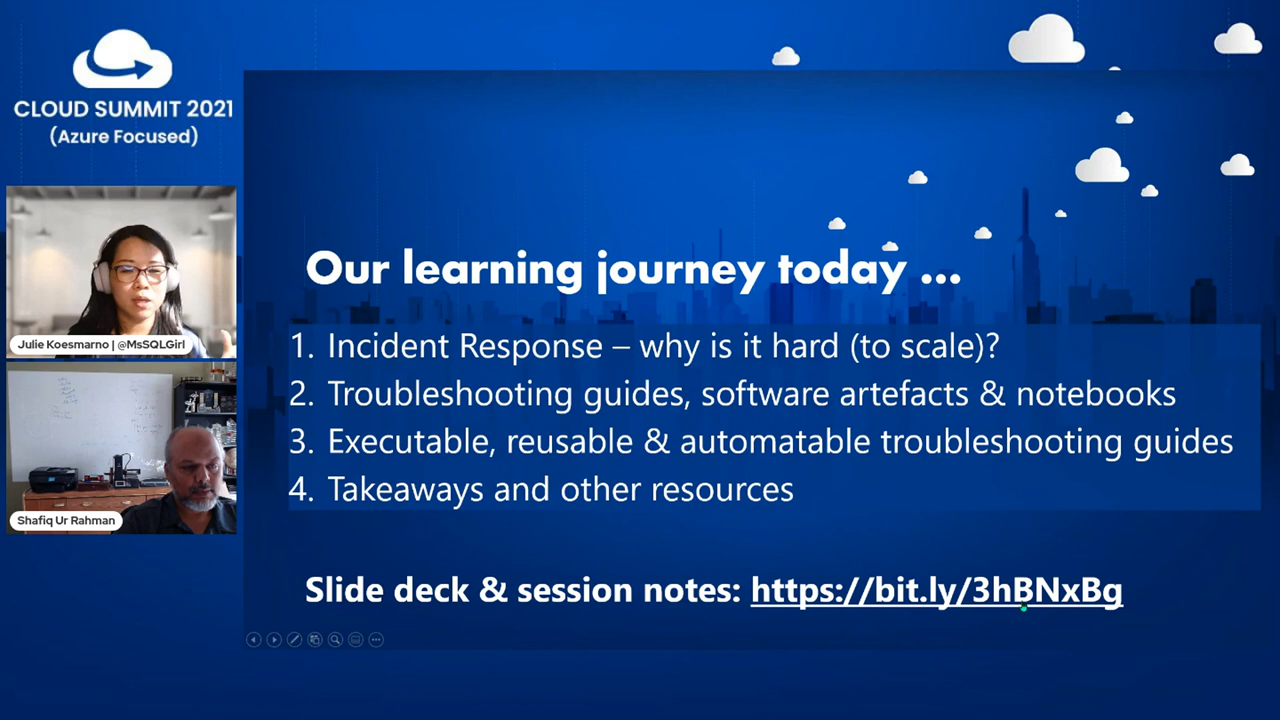 CLOUD SUMMIT 2021
(Azure Focused)
Julie Koesmarno | @MsSQLGirl
Shafiq Ur Rahman
Our learning journey today ...
1. Incident Response – why is it hard (to scale)?
2. Troubleshooting guides, software artefacts & notebooks
3. Executable, reusable & automatable troubleshooting guides
4. Takeaways and other resources
Slide deck & session notes: https://bit.ly/3hBNxBg